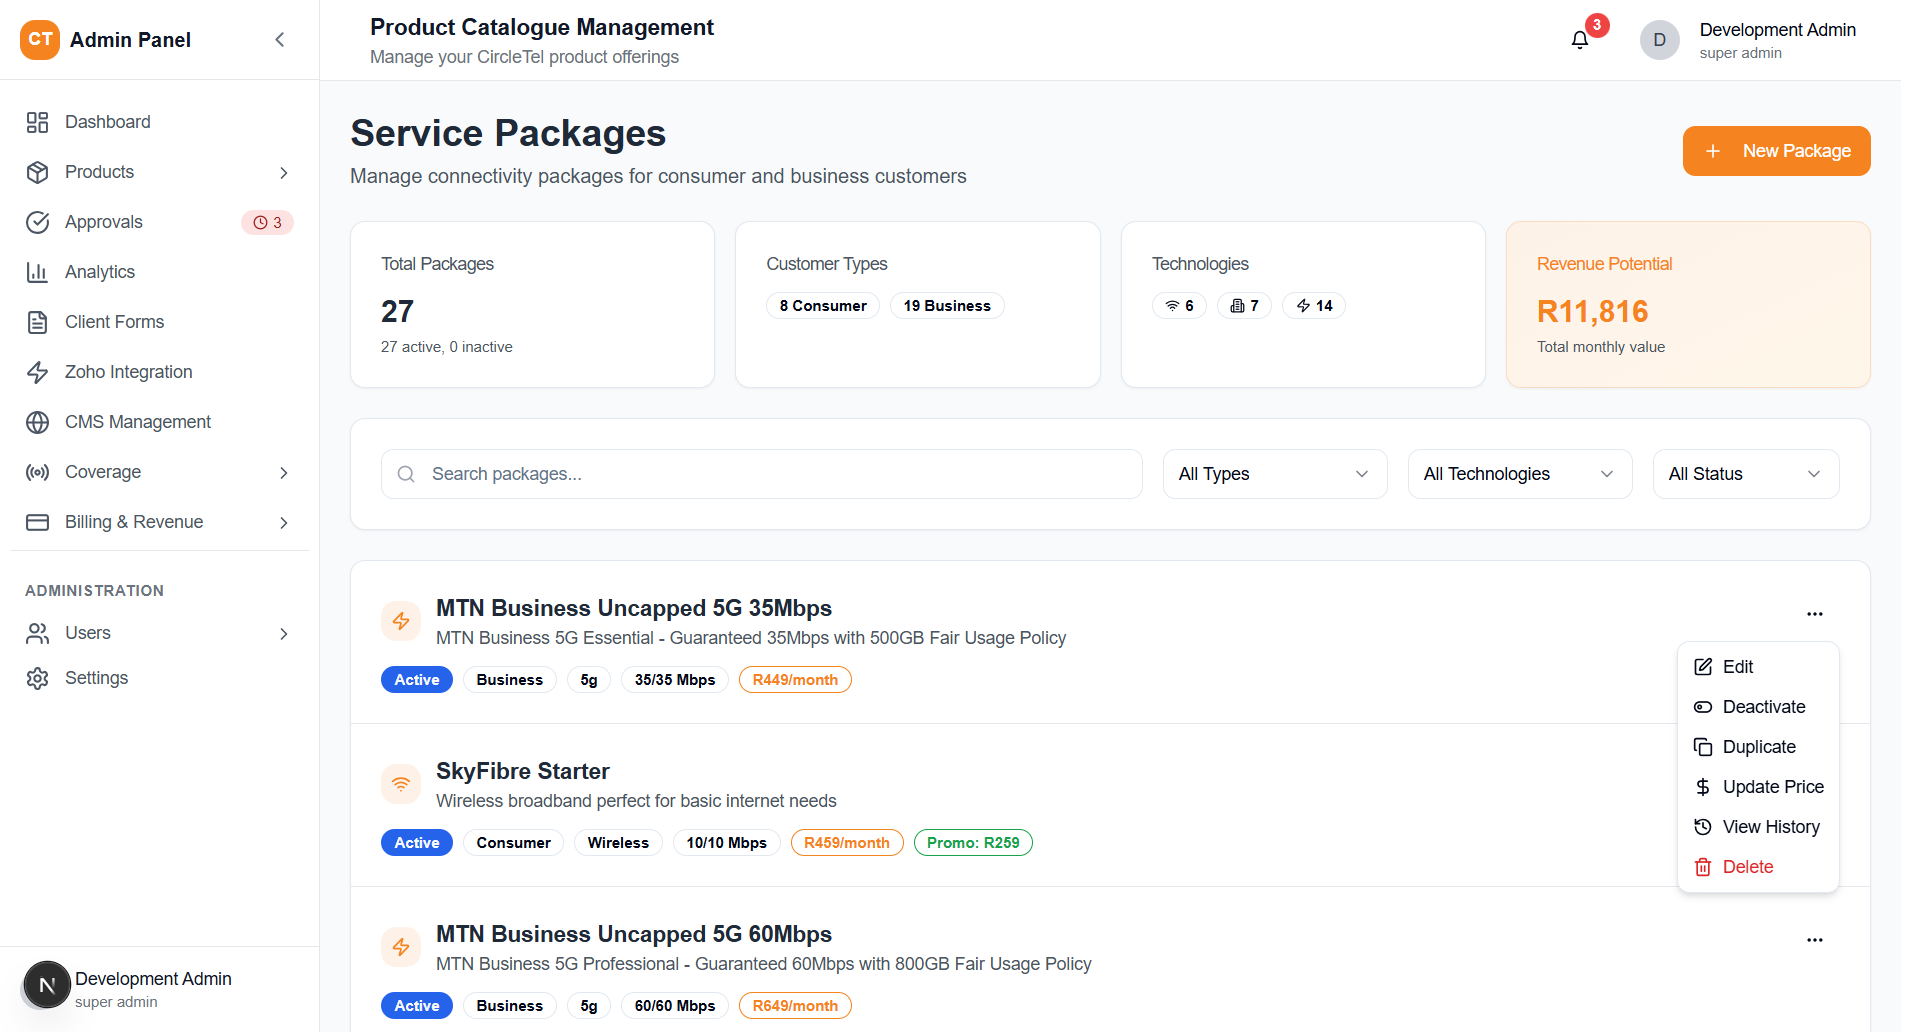 CT
Admin Panel
Product Catalogue Management
Manage your CircleTel product offerings
3
D
Development Admin
super admin
Dashboard
Products
Approvals
3
Analytics
Client Forms
Zoho Integration
CMS Management
Coverage
Billing & Revenue
ADMINISTRATION
Users
Settings
N
Development Admin
super admin
Service Packages
Manage connectivity packages for consumer and business customers
New Package
Total Packages
27
27 active, 0 inactive
Customer Types
8 Consumer
19 Business
Technologies
6
7
14
Revenue Potential
R11,816
Total monthly value
Search packages...
All Types
All Technologies
All Status
MTN Business Uncapped 5G 35Mbps
MTN Business 5G Essential - Guaranteed 35Mbps with 500GB Fair Usage Policy
Active
Business
5g
35/35 Mbps
R449/month
Edit
Deactivate
Duplicate
Update Price
View History
Delete
SkyFibre Starter
Wireless broadband perfect for basic internet needs
Active
Consumer
Wireless
10/10 Mbps
R459/month
Promo: R259
MTN Business Uncapped 5G 60Mbps
MTN Business 5G Professional - Guaranteed 60Mbps with 800GB Fair Usage Policy
Active
Business
5g
60/60 Mbps
R649/month